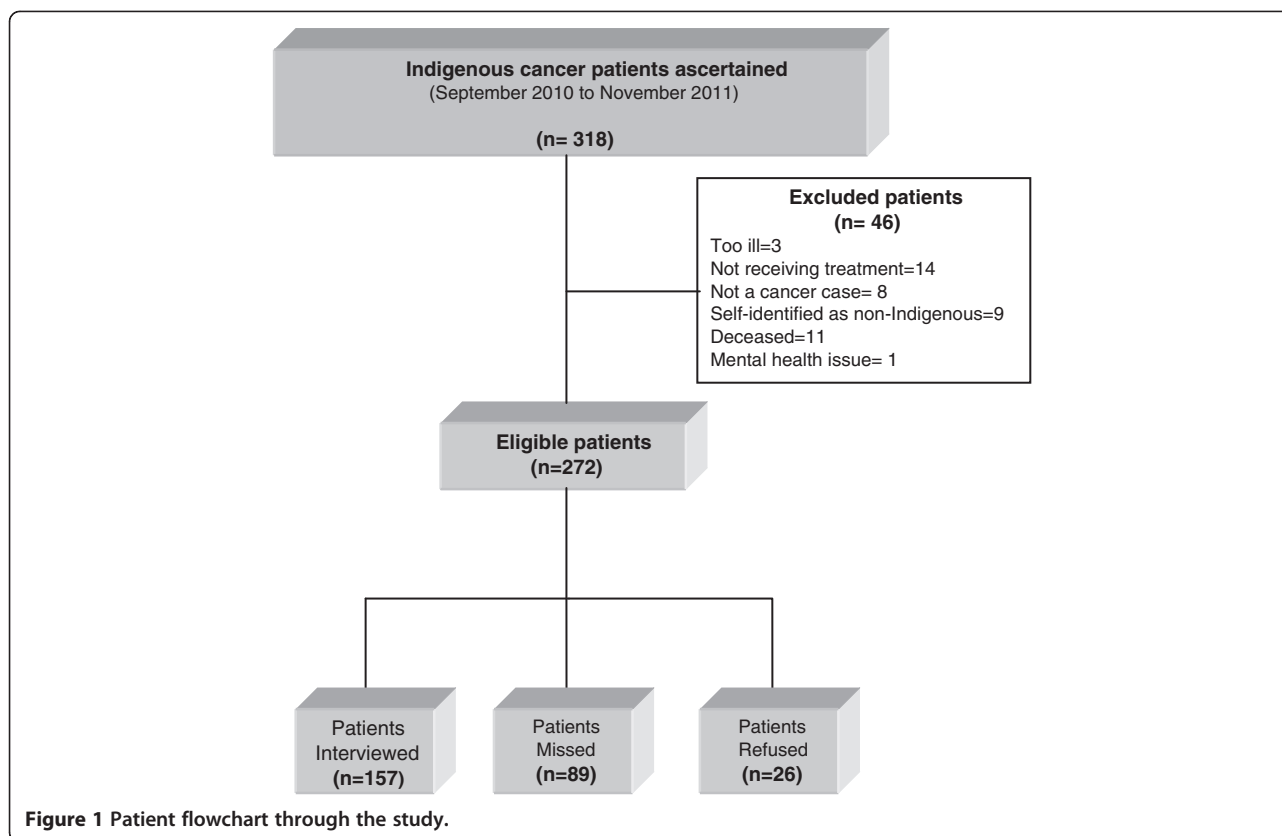 Indigenous cancer patients ascertained
(September 2010 to November 2011)
(n= 318)
Excluded patients
(n= 46)
Too ill=3
Not receiving treatment=14
Not a cancer case= 8
Self-identified as non-Indigenous=9
Deceased=11
Mental health issue= 1
Eligible patients
(n=272)
Patients
Interviewed
(n=157)
Patients
Missed
(n=89)
Patients
Refused
(n=26)
Figure 1 Patient flowchart through the study.